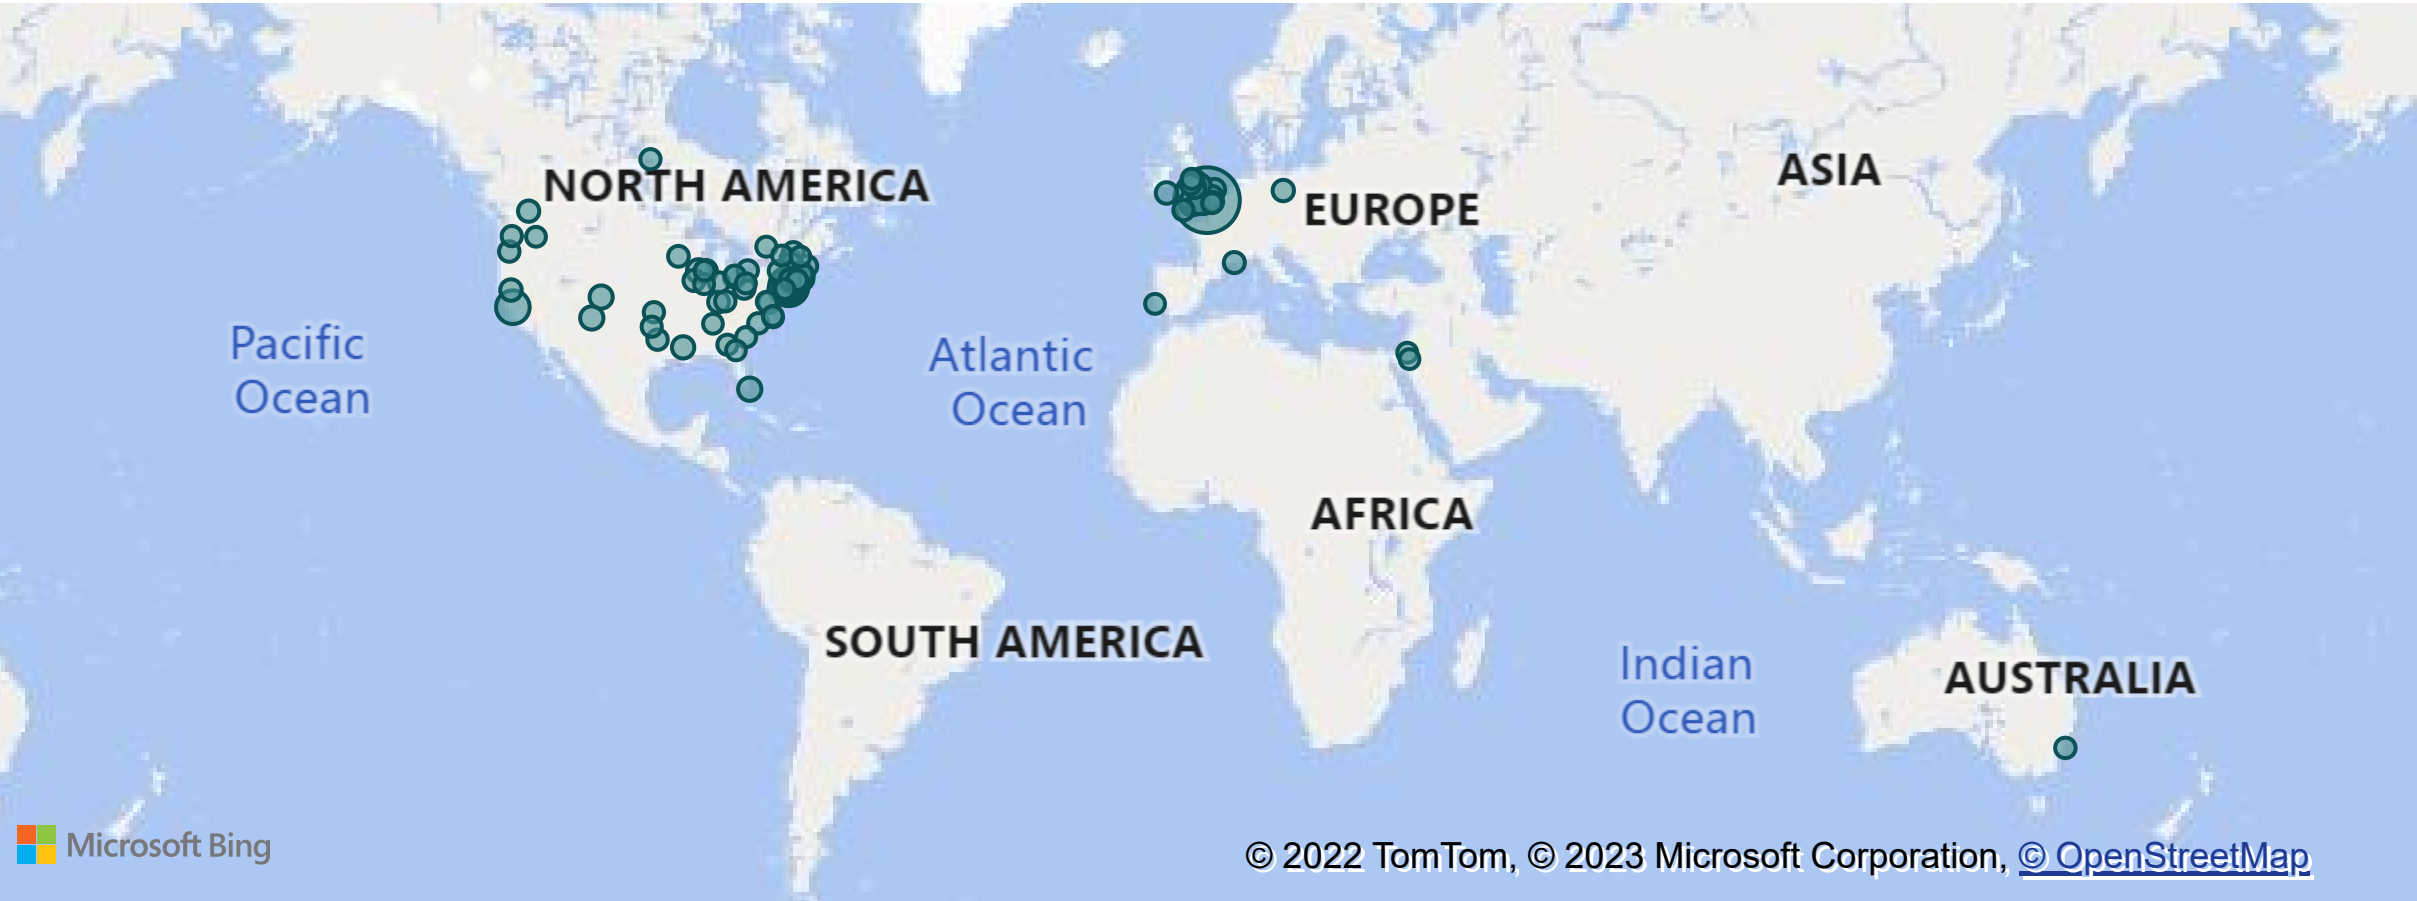 NORTH AMERICA
ASIA
EUROPE
Pacific
Ocean
Atlantic
Ocean
AFRICA
SOUTH AMERICA
Indian
Ocean
AUSTRALIA
Microsoft Bing
© 2022 TomTom, © 2023 Microsoft Corporation, © OpenStreetMap